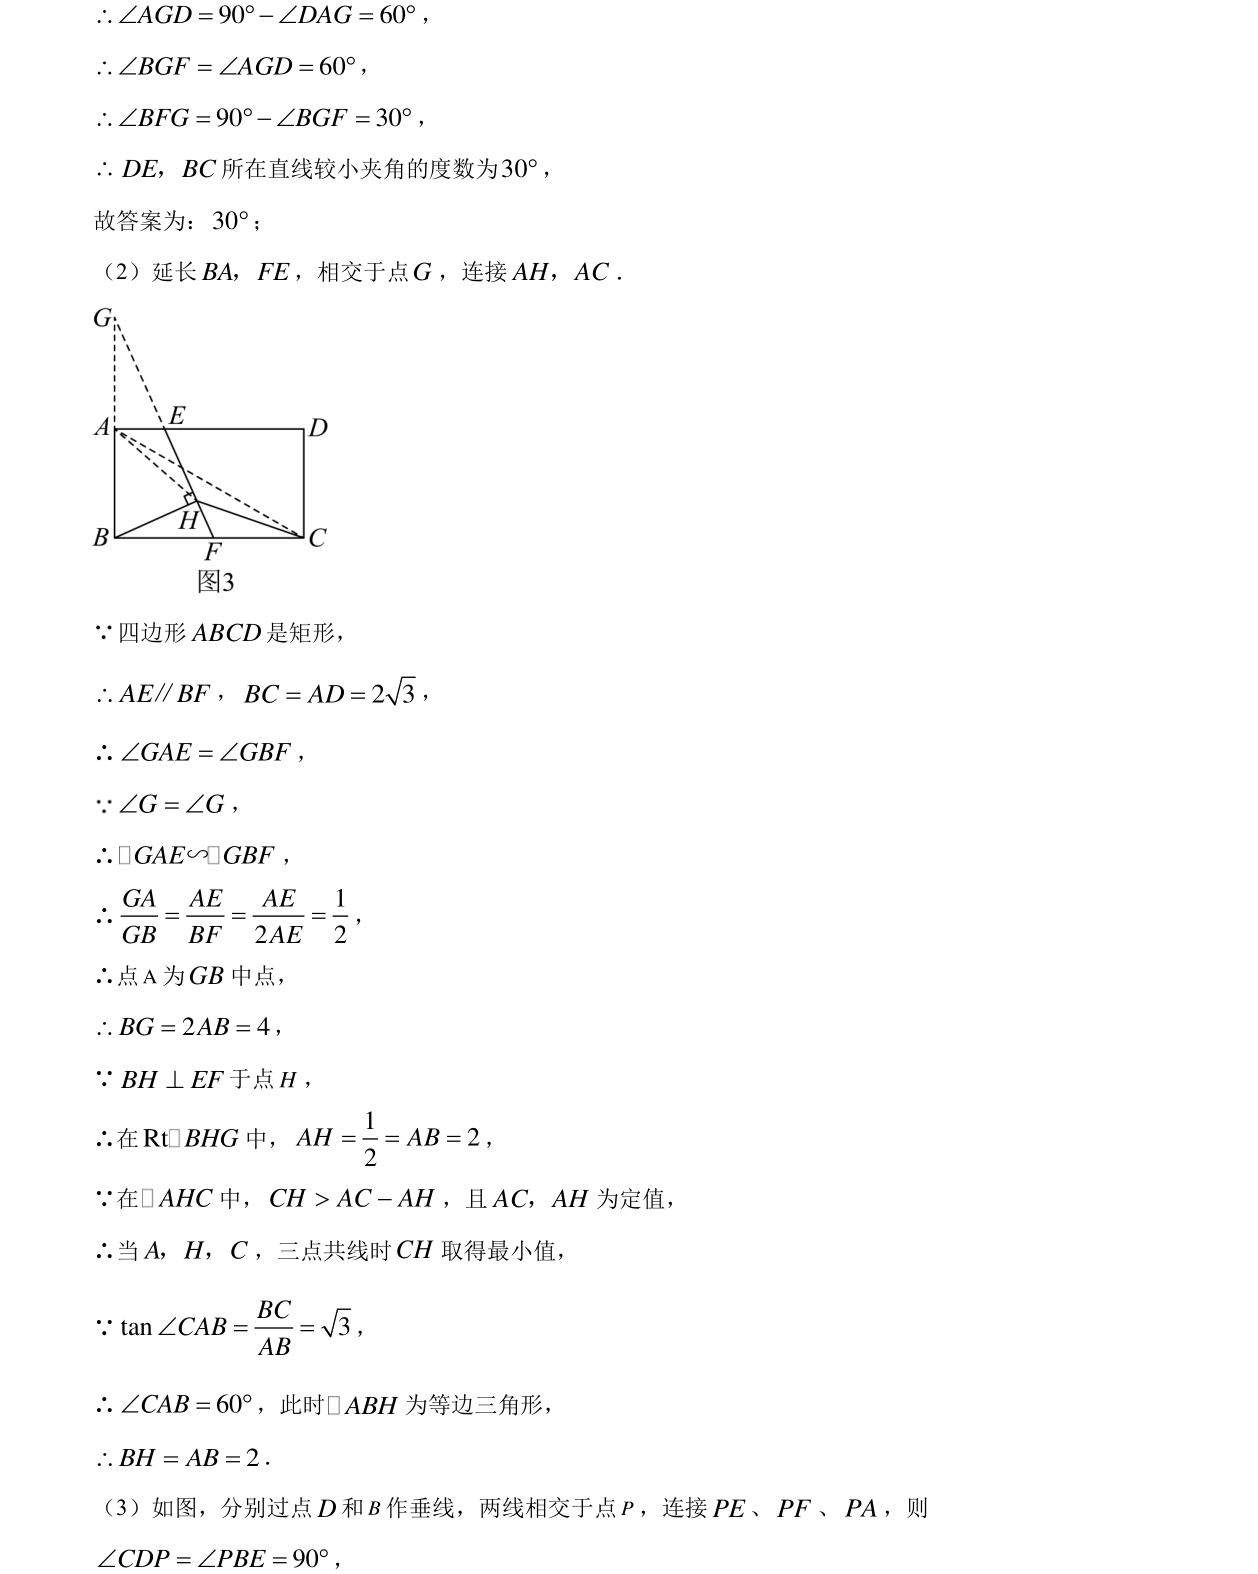 ∴∠AGD = 90° − ∠DAG = 60°，
∴∠BGF = ∠AGD = 60°，
∴∠BFG = 90° − ∠BGF = 30°，
∴ DE，BC 所在直线较小夹角的度数为30°，
故答案为：30°；
（2）延长 BA，FE，相交于点 G，连接 AH，AC．
G
A
E
D
B
H
F
C
图3
∵四边形 ABCD 是矩形，
∴AE∥BF，BC = AD = 2√3，
∴∠GAE = ∠GBF，
∵∠G = ∠G，
∴□GAE∽□GBF，
∴GA/GB = AE/BF = AE/2AE = 1/2，
∴点 A 为 GB 中点，
∴BG = 2AB = 4，
∵BH ⊥ EF 于点 H，
∴在 Rt□BHG 中，AH = 1/2 = AB = 2，
∵在□AHC 中，CH > AC − AH，且 AC，AH 为定值，
∴当 A，H，C，三点共线时 CH 取得最小值，
∵tan∠CAB = BC/AB = √3，
∴∠CAB = 60°，此时□ABH 为等边三角形，
∴BH = AB = 2．
（3）如图，分别过点 D 和 B 作垂线，两线相交于点 P，连接 PE、PF、PA，则
∠CDP = ∠PBE = 90°，